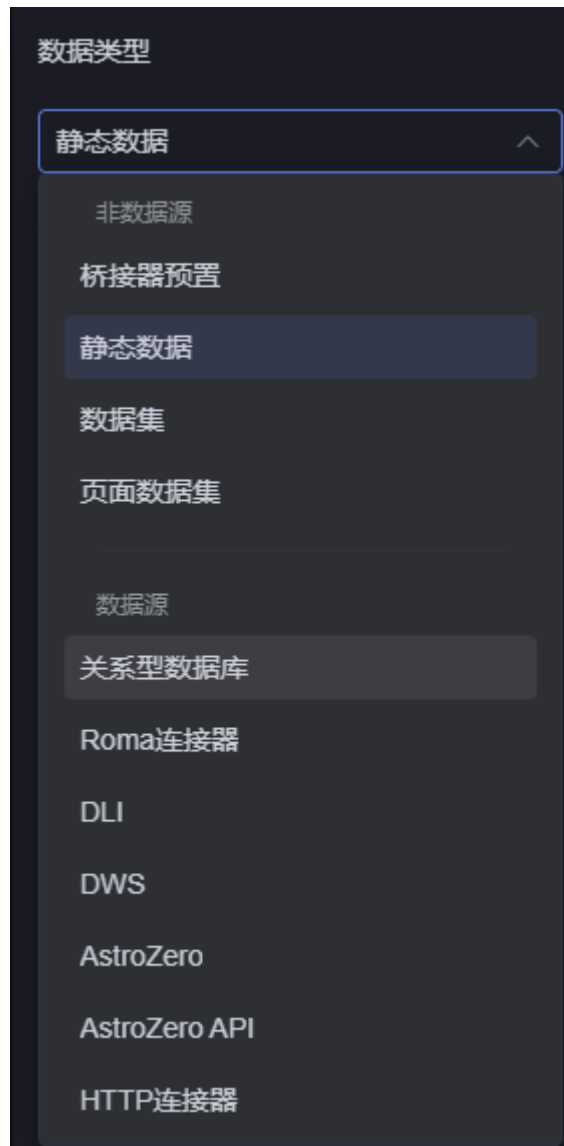 数据类型
静态数据
非数据源
桥接器预置
静态数据
数据集
页面数据集
数据源
关系型数据库
Roma连接器
DLI
DWS
AstroZero
AstroZero API
HTTP连接器